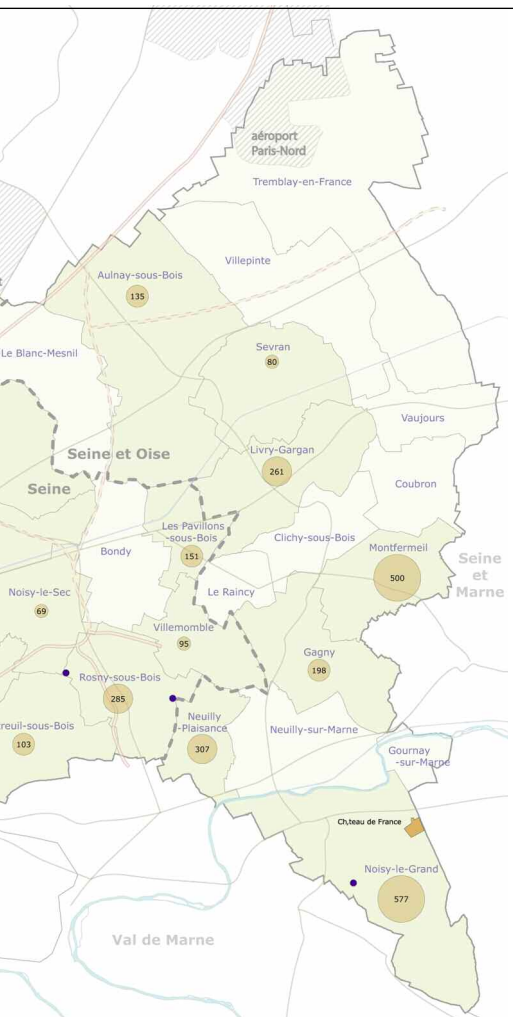 aéroport
Paris-Nord
Tremblay-en-France
Villepinte
Aulnay-sous-Bois
135
Le Blanc-Mesnil
Sevran
80
Vaujours
Seine et Oise
Livry-Gargan
261
Seine
Coubron
Les Pavillons
-sous-Bois
151
Clichy-sous-Bois
Bondy
Montfermeil
500
Seine
et
Marne
Noisy-le-Sec
69
Le Raincy
Villemomble
95
Gagny
198
Rosny-sous-Bois
285
Neuilly
-Plaisance
307
Neuilly-sur-Marne
reuil-sous-Bois
103
Gournay
-sur-Marne
Ch,teau de France
Noisy-le-Grand
577
Val de Marne